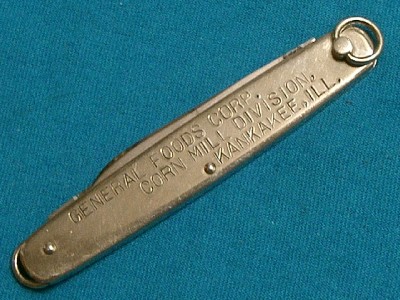 GENERAL FOODS CORP.
CORN MILL DIVISION,
KANKAKEE, ILL.